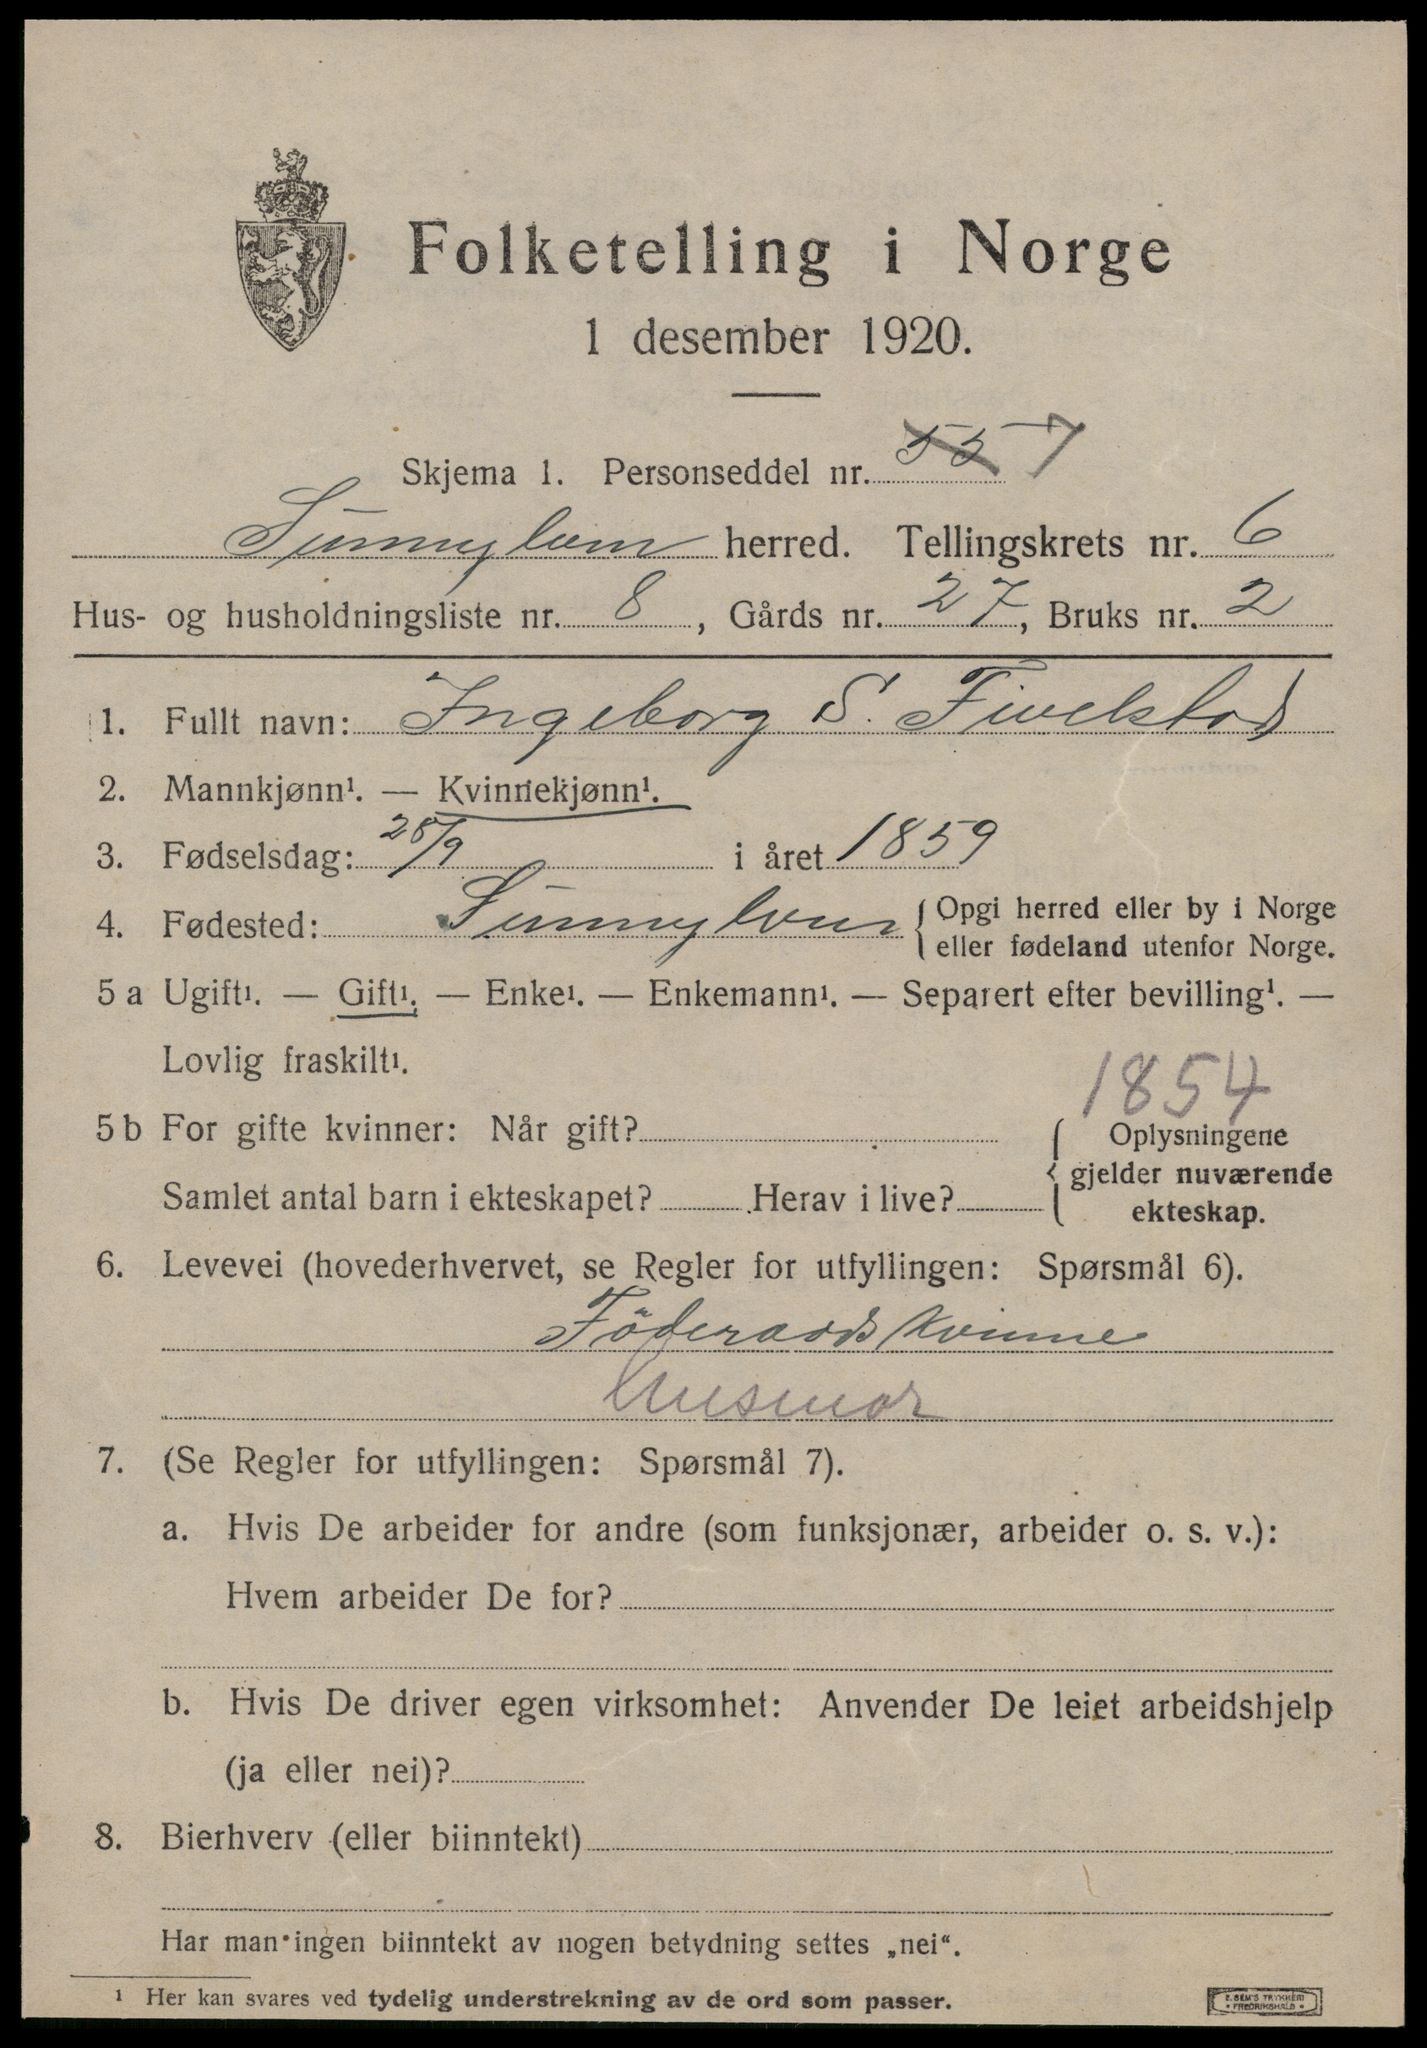 Folketelling i Norge
1 desember 1920.
Skjema 1. Personseddel nr. 55 7
Sunnylven herred. Tellingskrets nr. 6
Hus- og husholdningsliste nr. 8, Gårds nr. 27, Bruks nr. 2
1. Fullt navn: Ingeborg S. Fivelstad
2. Mannkjønn¹. — Kvinnekjønn¹.
3. Fødselsdag: 28/9 i året 1859
4. Fødested: Sunnylven { Opgi herred eller by i Norge
eller fødeland utenfor Norge.
5 a Ugift¹. — Gift¹. — Enke¹. — Enkemann¹. — Separert efter bevilling¹. —
Lovlig fraskilt¹.
1854
5 b For gifte kvinner: Når gift? { Oplysningene
gjelder nuværende
Samlet antal barn i ekteskapet? Herav i live?
ekteskap.
6. Levevei (hovederhvervet, se Regler for utfyllingen: Spørsmål 6).
Föderaads kvinne
Husmor
7. (Se Regler for utfyllingen: Spørsmål 7).
a. Hvis De arbeider for andre (som funksjonær, arbeider o. s. v.):
Hvem arbeider De for?
b. Hvis De driver egen virksomhet: Anvender De leiet arbeidshjelp
(ja eller nei)?
8. Bierhverv (eller biinntekt)
Har man ingen biinntekt av nogen betydning settes „nei“.
¹ Her kan svares ved tydelig understrekning av de ord som passer.
E. SEM'S TRYKKERI
• FREDRIKSHALD •